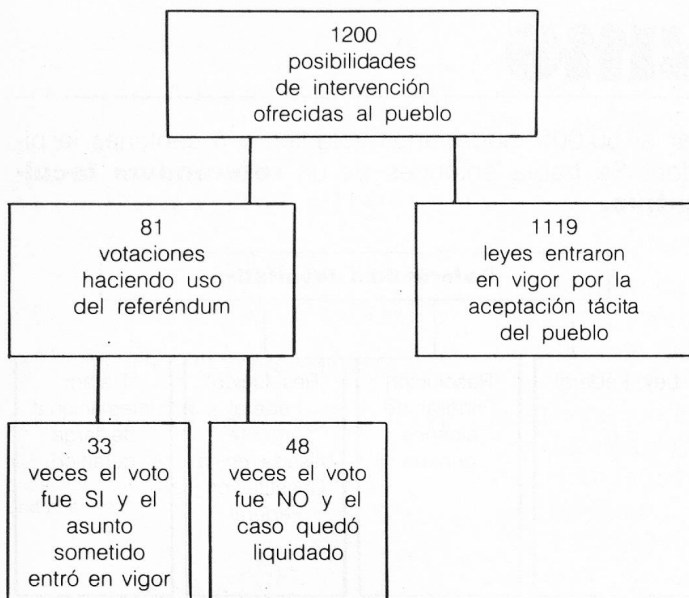 1200
posibilidades
de intervención
ofrecidas al pueblo
81
votaciones
haciendo uso
del referéndum
1119
leyes entraron
en vigor por la
aceptación tácita
del pueblo
33
veces el voto
fue SI y el
asunto
sometido
entró en vigor
48
veces el voto
fue NO y el
caso quedó
liquidado